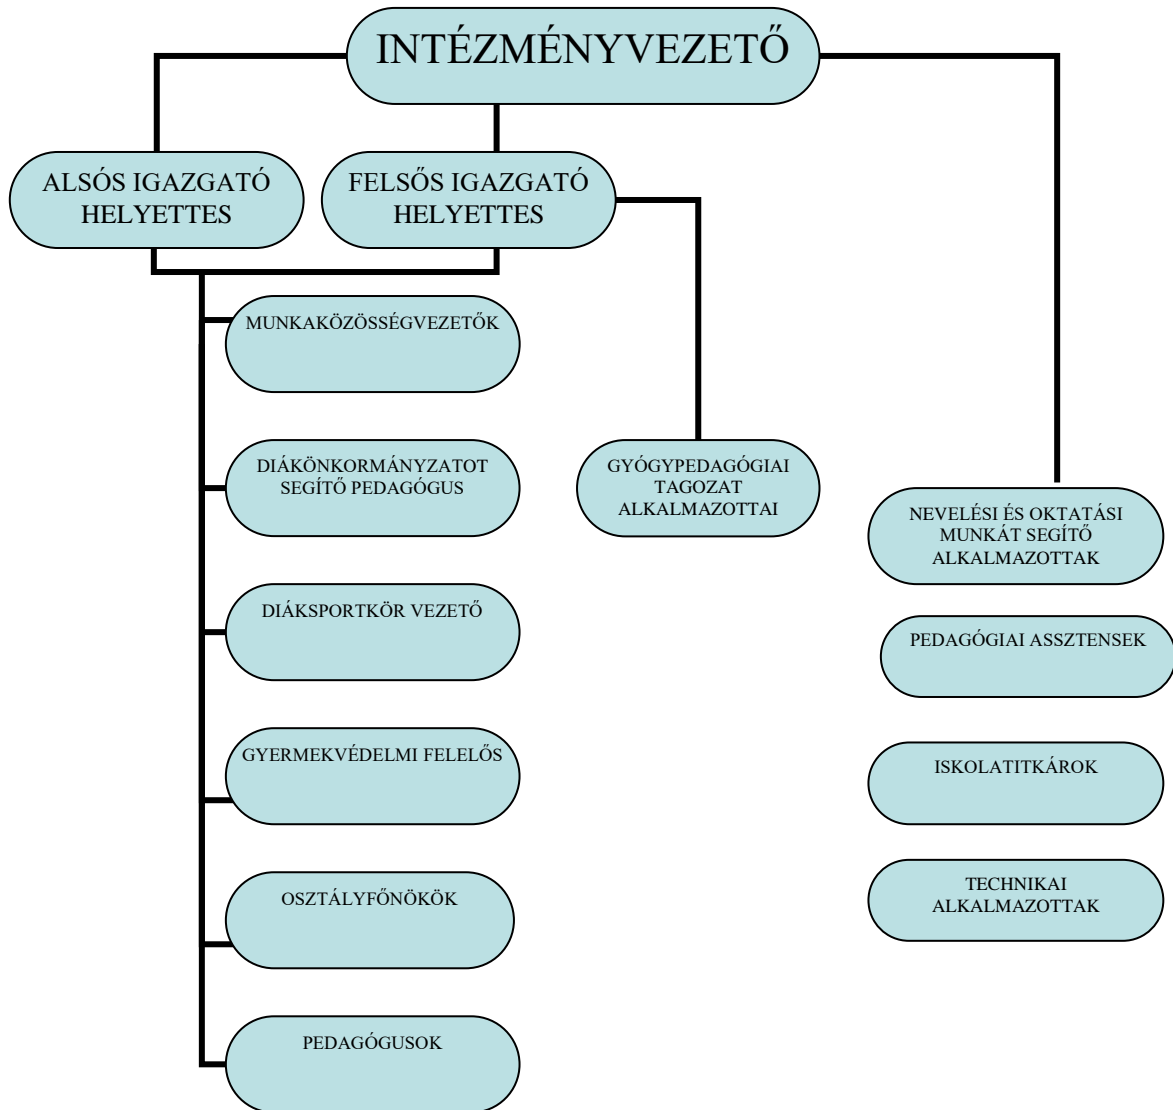 INTÉZMÉNYVEZETŐ
ALSÓS IGAZGATÓ
HELYETTES
FELSŐS IGAZGATÓ
HELYETTES
MUNKAKÖZÖSSÉGVEZETŐK
DIÁKÖNKORMÁNYZATOT
SEGÍTŐ PEDAGÓGUS
DIÁKSPORTKÖR VEZETŐ
GYERMEKVÉDELMI FELELŐS
OSZTÁLYFŐNÖKÖK
PEDAGÓGUSOK
GYÓGYPEDAGÓGIAI
TAGOZAT
ALKALMAZOTTAI
NEVELÉSI ÉS OKTATÁSI
MUNKÁT SEGÍTŐ
ALKALMAZOTTAK
PEDAGÓGIAI ASSZTENSEK
ISKOLATITKÁROK
TECHNIKAI
ALKALMAZOTTAK